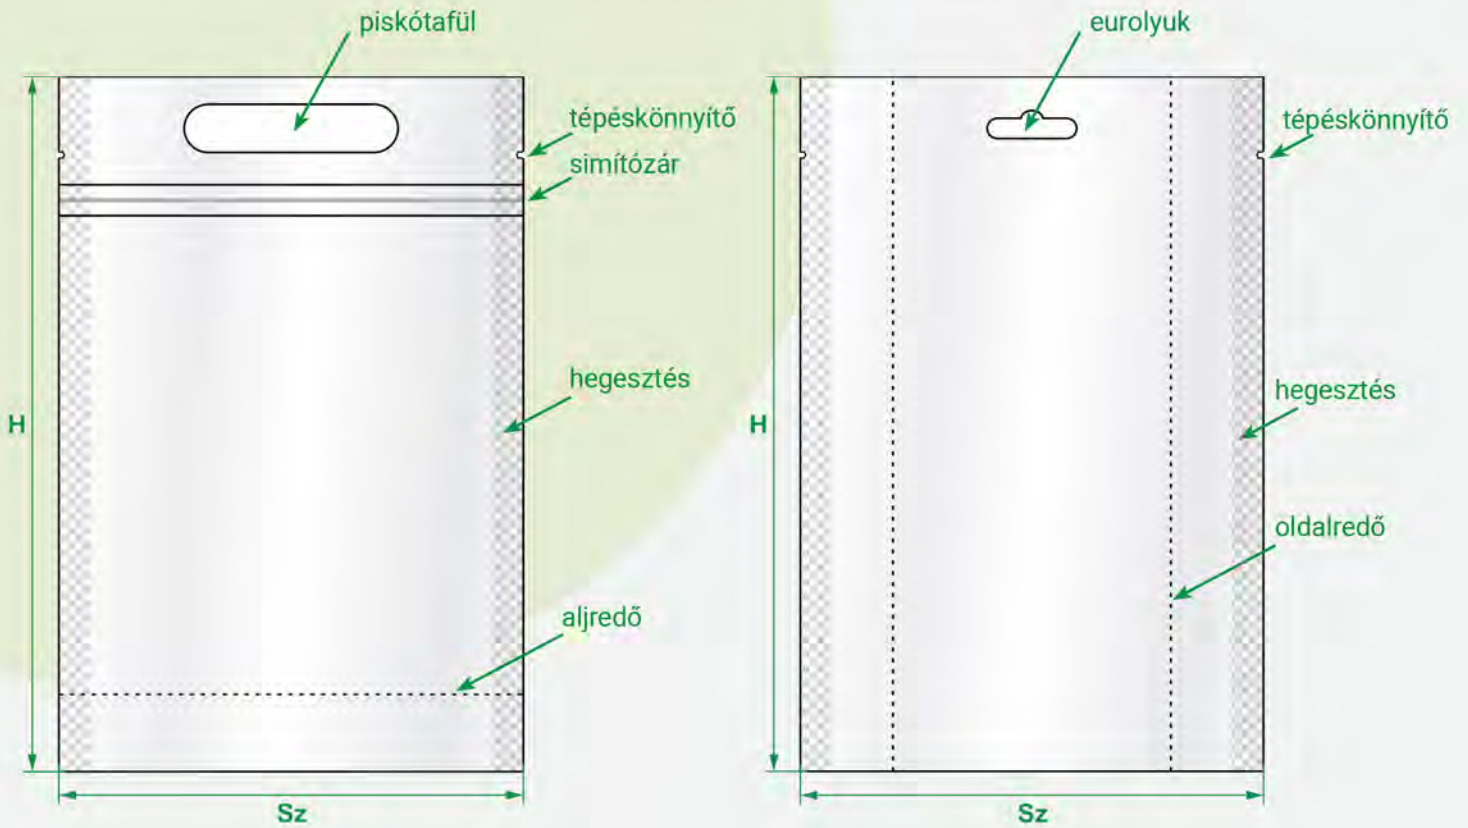 piskótafül
tépéskönnyítő
simítózár
hegesztés
H
aljredő
Sz
eurolyuk
tépéskönnyítő
hegesztés
H
oldalredő
Sz